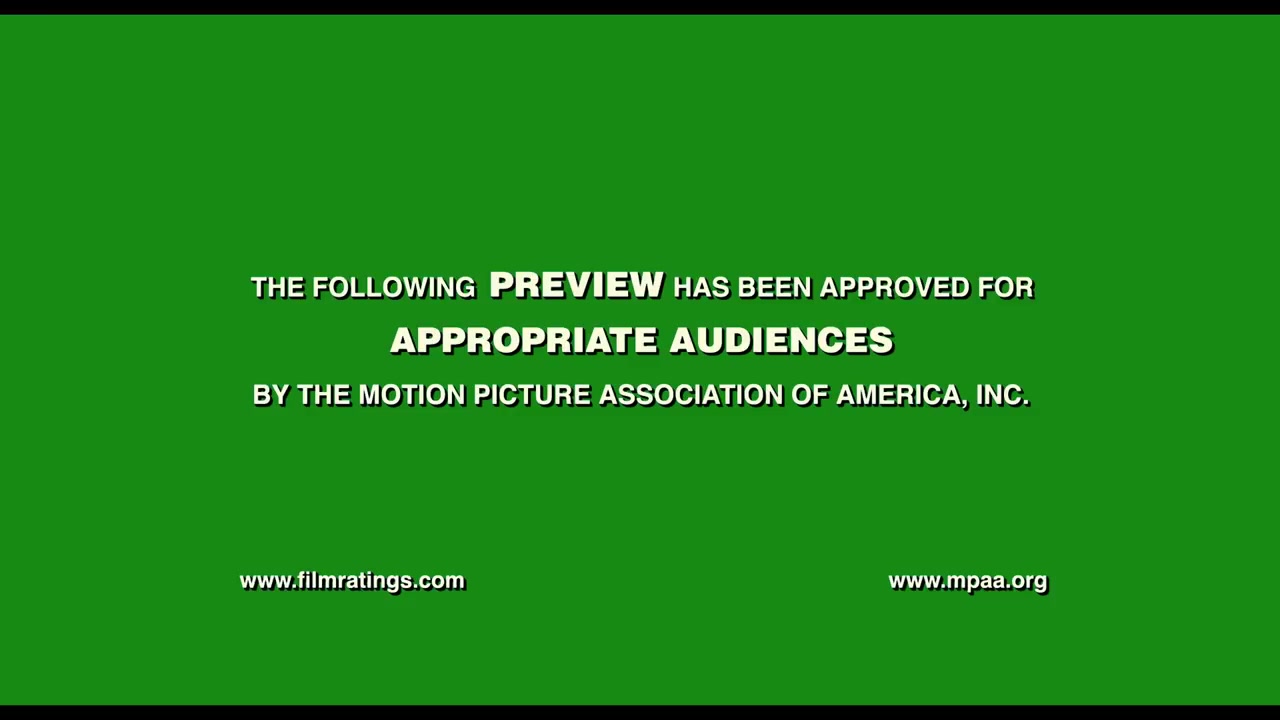 THE FOLLOWING PREVIEW HAS BEEN APPROVED FOR
APPROPRIATE AUDIENCES
BY THE MOTION PICTURE ASSOCIATION OF AMERICA, INC.
www.filmratings.com
www.mpaa.org